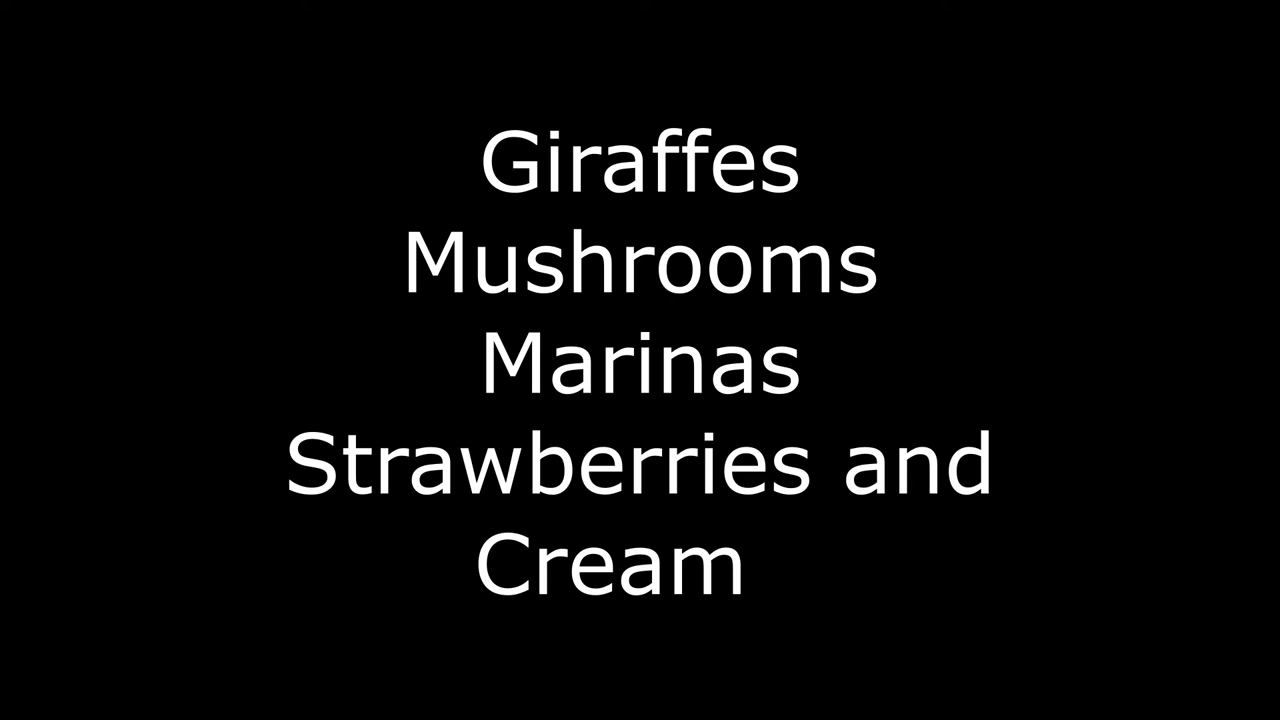 Giraffes
Mushrooms
Marinas
Strawberries and
Cream